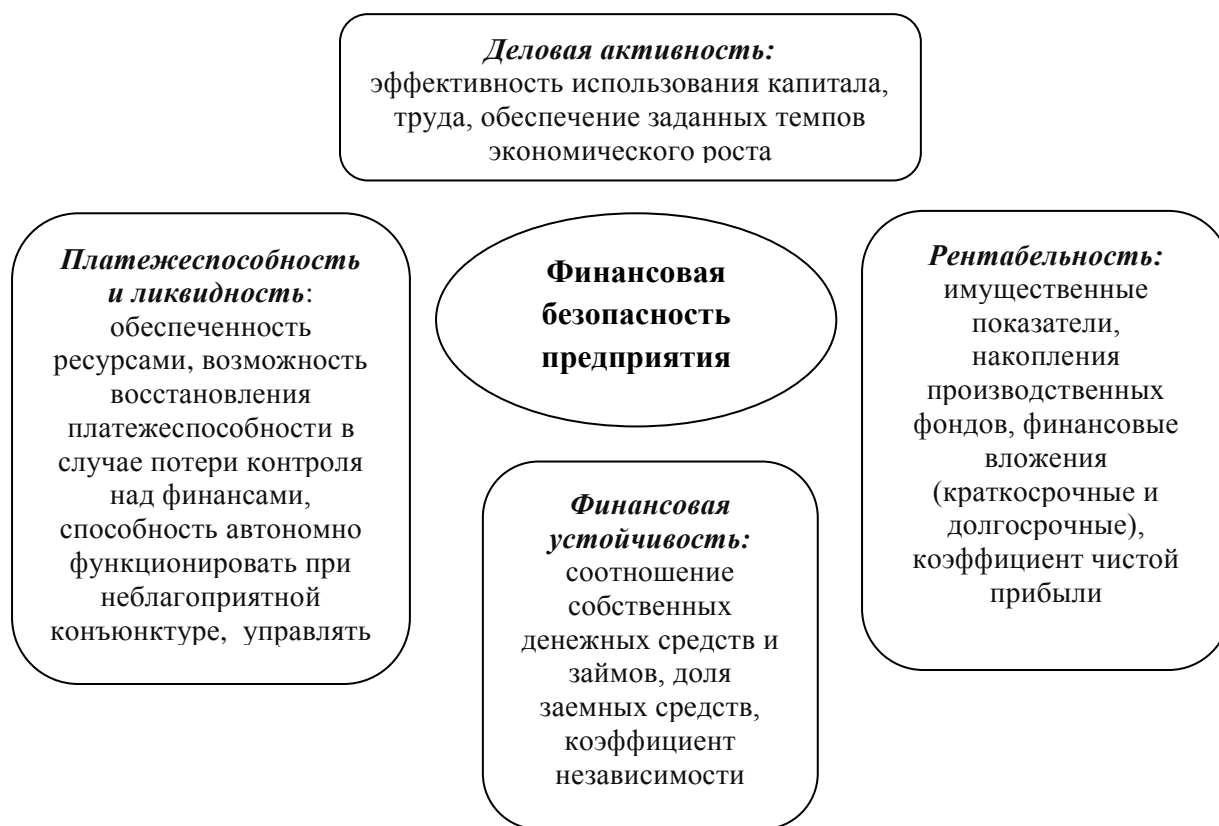 Деловая активность:
эффективность использования капитала,
труда, обеспечение заданных темпов
экономического роста
Платежеспособность
и ликвидность:
обеспеченность
ресурсами, возможность
восстановления
платежеспособности в
случае потери контроля
над финансами,
способность автономно
функционировать при
неблагоприятной
конъюнктуре, управлять
Финансовая
безопасность
предприятия
Рентабельность:
имущественные
показатели,
накопления
производственных
фондов, финансовые
вложения
(краткосрочные и
долгосрочные),
коэффициент чистой
прибыли
Финансовая
устойчивость:
соотношение
собственных
денежных средств и
займов, доля
заемных средств,
коэффициент
независимости